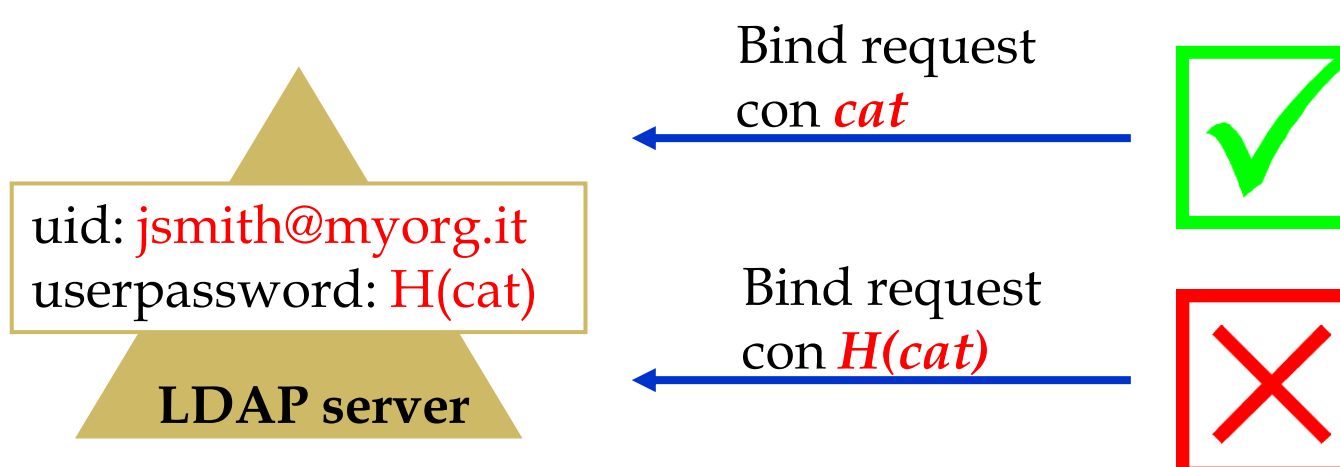 Bind request
con cat
uid: jsmith@myorg.it
userpassword: H(cat)
Bind request
con H(cat)
LDAP server